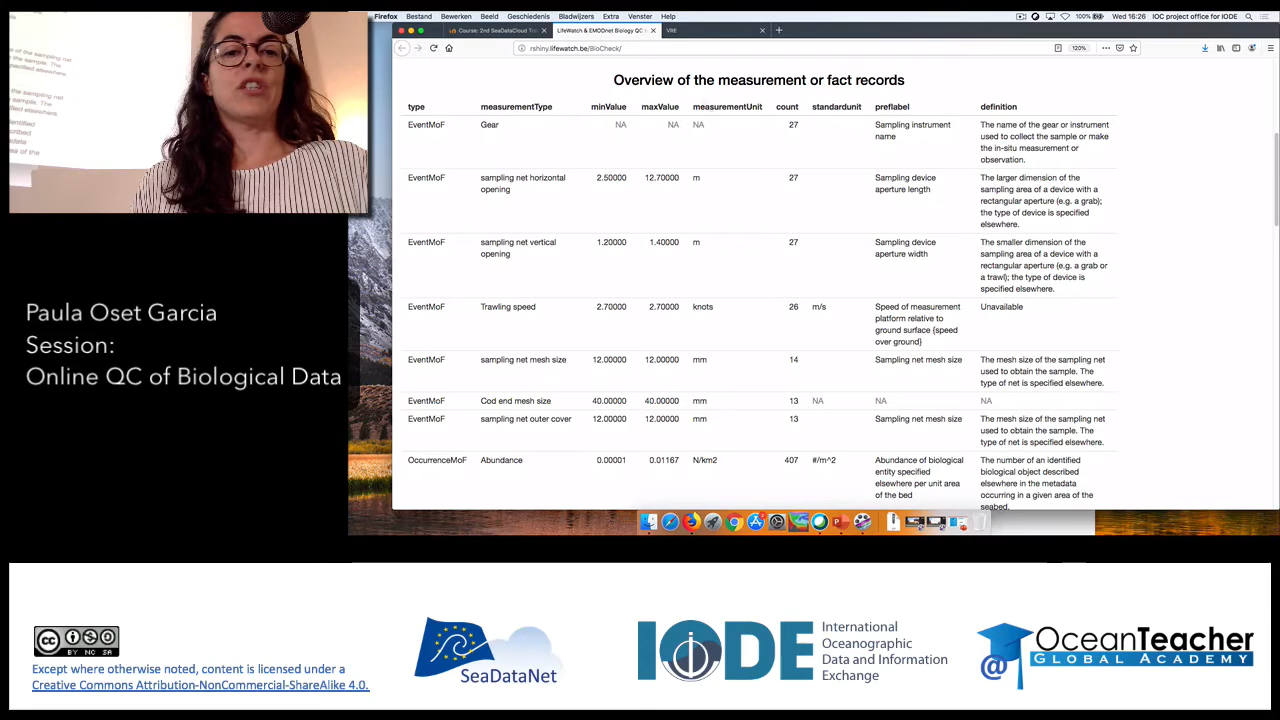 Firefox Bestand Bewerken Beeld Geschiedenis Bladwijzers Extra Venster Help 100% Wed 16:26 IOC project office for IODE
Course: 2nd SeaDataCloud Tra LifeWatch & EMODnet Biology QC VRE
rshiny.lifewatch.be/BioCheck/ 120%
Overview of the measurement or fact records
type measurementType minValue maxValue measurementUnit count standardunit preflabel definition
EventMoF Gear NA NA NA 27 Sampling instrument The name of the gear or instrument
name used to collect the sample or make
the in-situ measurement or
observation.
EventMoF sampling net horizontal 2.50000 12.70000 m 27 Sampling device The larger dimension of the
opening aperture length sampling area of a device with a
rectangular aperture (e.g. a grab);
the type of device is specified
elsewhere.
EventMoF sampling net vertical 1.20000 1.40000 m 27 Sampling device The smaller dimension of the
opening aperture width sampling area of a device with a
rectangular aperture (e.g. a grab or
a trawl); the type of device is
specified elsewhere.
EventMoF Trawling speed 2.70000 2.70000 knots 26 m/s Speed of measurement Unavailable
platform relative to
ground surface {speed
over ground}
EventMoF sampling net mesh size 12.00000 12.00000 mm 14 Sampling net mesh size The mesh size of the sampling net
used to obtain the sample. The
type of net is specified elsewhere.
EventMoF Cod end mesh size 40.00000 40.00000 mm 13 NA NA NA
EventMoF sampling net outer cover 12.00000 12.00000 mm 13 Sampling net mesh size The mesh size of the sampling net
used to obtain the sample. The
type of net is specified elsewhere.
OccurrenceMoF Abundance 0.00001 0.01167 N/km2 407 #/m^2 Abundance of biological The number of an identified
entity specified biological object described
elsewhere per unit area elsewhere in the metadata
of the bed occurring in a given area of the
seabed.
Paula Oset Garcia
Session:
Online QC of Biological Data
cc BY NC SA
Except where otherwise noted, content is licensed under a
Creative Commons Attribution-NonCommercial-ShareAlike 4.0.
SeaDataNet
IODE
International
Oceanographic
Data and Information
Exchange
@ OceanTeacher
GLOBAL ACADEMY